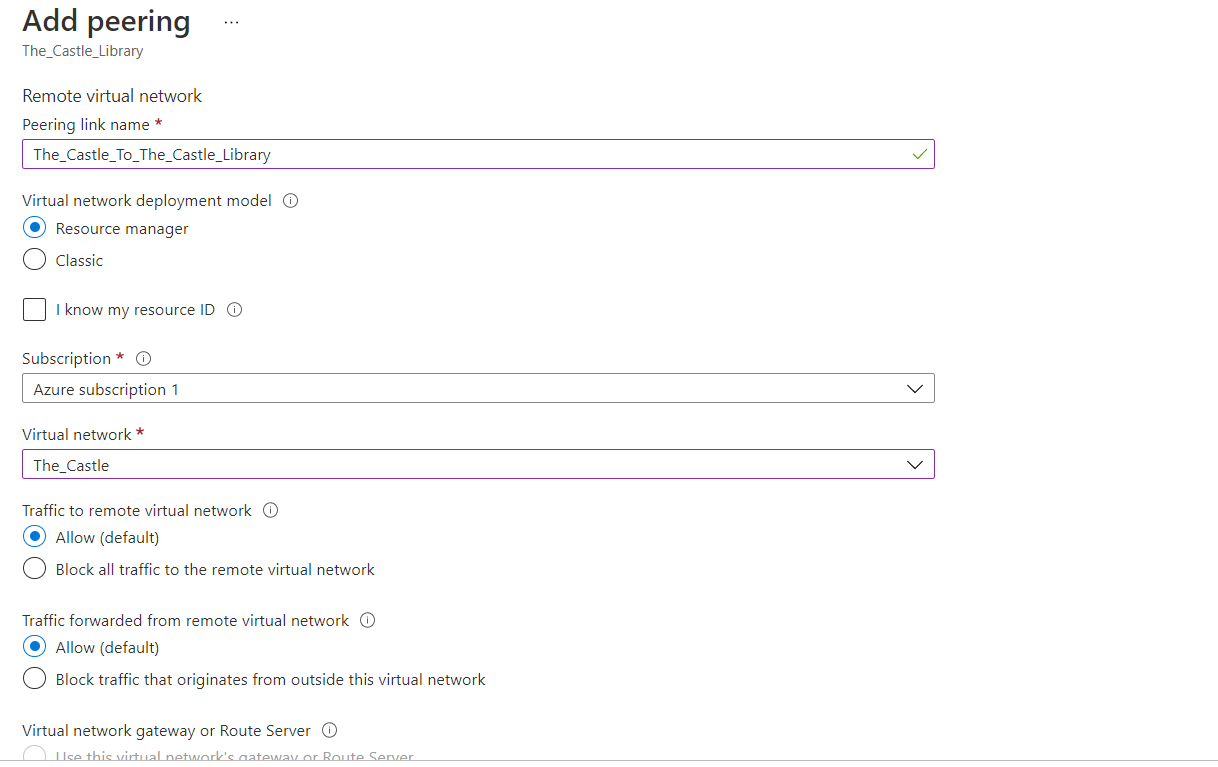 Add peering ...
The_Castle_Library
Remote virtual network
Peering link name *
The_Castle_To_The_Castle_Library
Virtual network deployment model
Resource manager
Classic
I know my resource ID
Subscription *
Azure subscription 1
Virtual network *
The_Castle
Traffic to remote virtual network
Allow (default)
Block all traffic to the remote virtual network
Traffic forwarded from remote virtual network
Allow (default)
Block traffic that originates from outside this virtual network
Virtual network gateway or Route Server
Use this virtual network's gateway or Route Server